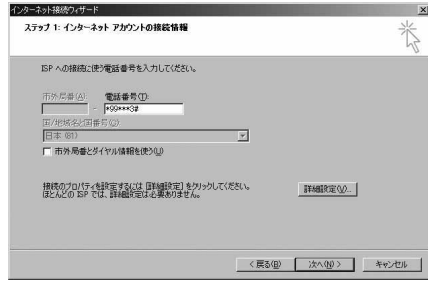 インターネット接続ウィザード
ステップ 1: インターネット アカウントの接続情報
ISP への接続に使う電話番号を入力してください。
市外局番(A): 電話番号(T):
- *99***3#
国/地域名と国番号(O)
日本 (81)
市外局番とダイヤル情報を使う(U)
接続のプロパティを設定するには [詳細設定] をクリックしてください。
ほとんどの ISP では、詳細設定は必要ありません。
詳細設定(V)...
< 戻る(B) 次へ(N) > キャンセル